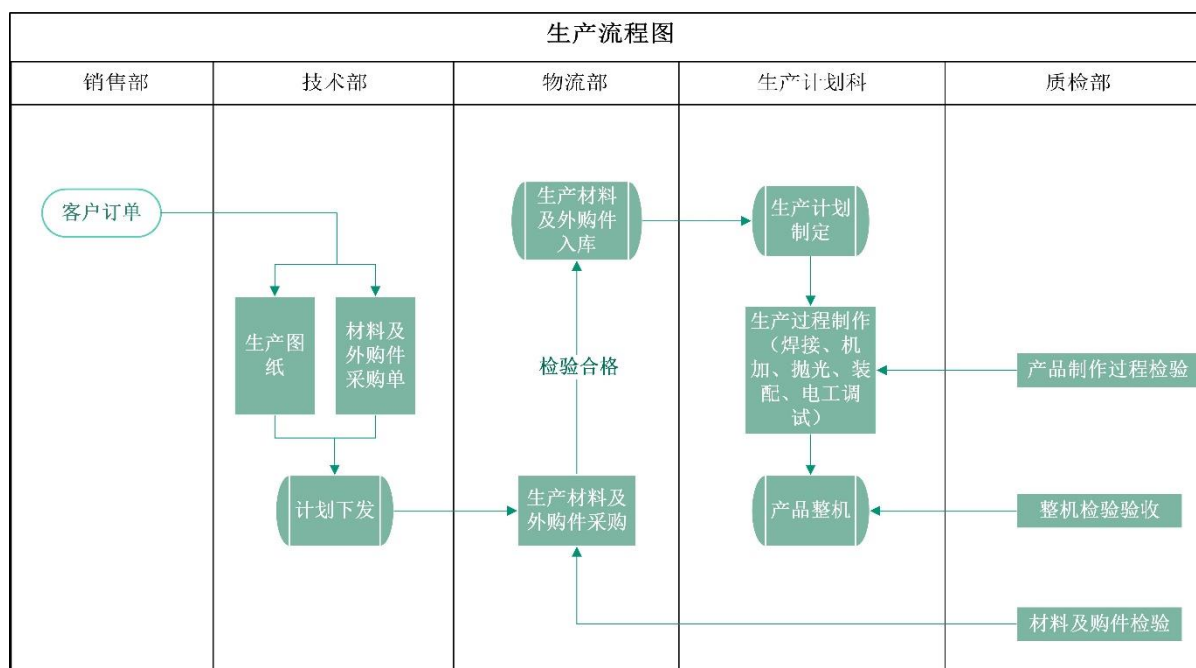 生产流程图
销售部
技术部
物流部
生产计划科
质检部
客户订单
生产图
纸
材料及
外购件
采购单
计划下发
生产材料
及外购件
入库
检验合格
生产材料及
外购件采购
生产计划
制定
生产过程制作
（焊接、机
加、抛光、装
配、电工调
试）
产品整机
产品制作过程检验
整机检验验收
材料及购件检验